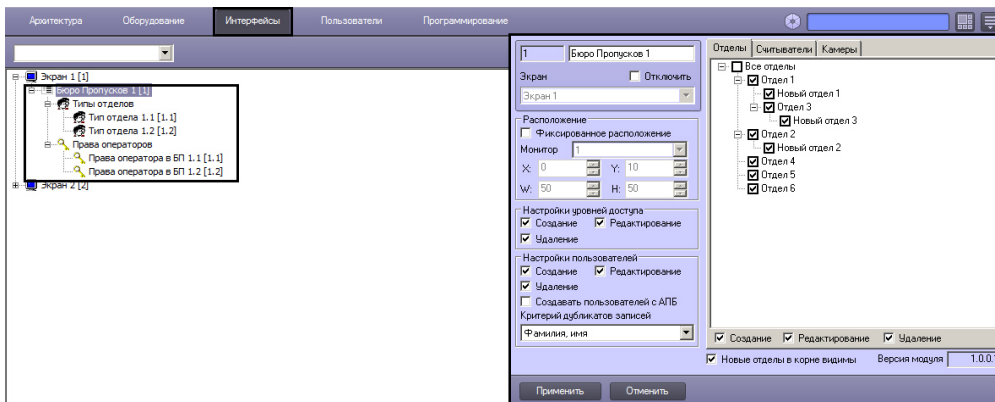 Архитектура Оборудование Интерфейсы Пользователи Программирование
Экран 1 [1]
Бюро Пропусков 1 [1]
Типы отделов
Тип отдела 1.1 [1.1]
Тип отдела 1.2 [1.2]
Права операторов
Права оператора в БП 1.1 [1.1]
Права оператора в БП 1.2 [1.2]
Экран 2 [2]
1 Бюро Пропусков 1
Экран Отключить
Экран 1
Расположение
Фиксированное расположение
Монитор 1
X: 0 Y: 10
W: 50 H: 50
Настройки уровней доступа
Создание Редактирование
Удаление
Настройки пользователей
Создание Редактирование
Удаление
Создавать пользователей с АПБ
Критерий дубликатов записей
Фамилия, имя
Применить Отменить
Отделы Считыватели Камеры
Все отделы
Отдел 1
Новый отдел 1
Отдел 3
Новый отдел 3
Отдел 2
Новый отдел 2
Отдел 4
Отдел 5
Отдел 6
Создание Редактирование Удаление
Новые отделы в корне видимы Версия модуля 1.0.0.